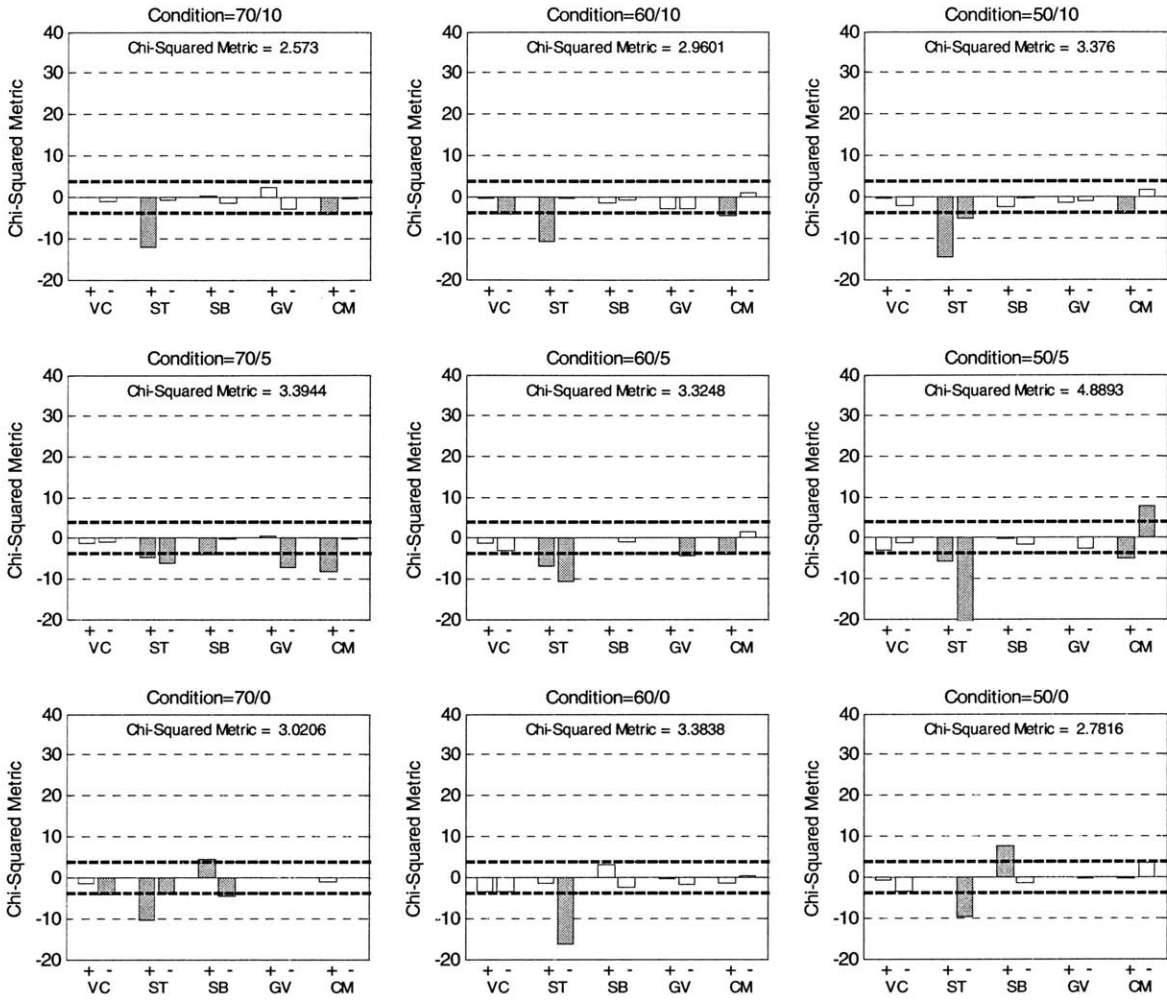 Condition=70/10
Chi-Squared Metric = 2.573
Chi-Squared Metric
40
30
20
10
0
-10
-20
+ - + - + - + - + -
VC ST SB GV CM
Condition=60/10
Chi-Squared Metric = 2.9601
Chi-Squared Metric
40
30
20
10
0
-10
-20
+ - + - + - + - + -
VC ST SB GV CM
Condition=50/10
Chi-Squared Metric = 3.376
Chi-Squared Metric
40
30
20
10
0
-10
-20
+ - + - + - + - + -
VC ST SB GV CM
Condition=70/5
Chi-Squared Metric = 3.3944
Chi-Squared Metric
40
30
20
10
0
-10
-20
+ - + - + - + - + -
VC ST SB GV CM
Condition=60/5
Chi-Squared Metric = 3.3248
Chi-Squared Metric
40
30
20
10
0
-10
-20
+ - + - + - + - + -
VC ST SB GV CM
Condition=50/5
Chi-Squared Metric = 4.8893
Chi-Squared Metric
40
30
20
10
0
-10
-20
+ - + - + - + - + -
VC ST SB GV CM
Condition=70/0
Chi-Squared Metric = 3.0206
Chi-Squared Metric
40
30
20
10
0
-10
-20
+ - + - + - + - + -
VC ST SB GV CM
Condition=60/0
Chi-Squared Metric = 3.3838
Chi-Squared Metric
40
30
20
10
0
-10
-20
+ - + - + - + - + -
VC ST SB GV CM
Condition=50/0
Chi-Squared Metric = 2.7816
Chi-Squared Metric
40
30
20
10
0
-10
-20
+ - + - + - + - + -
VC ST SB GV CM